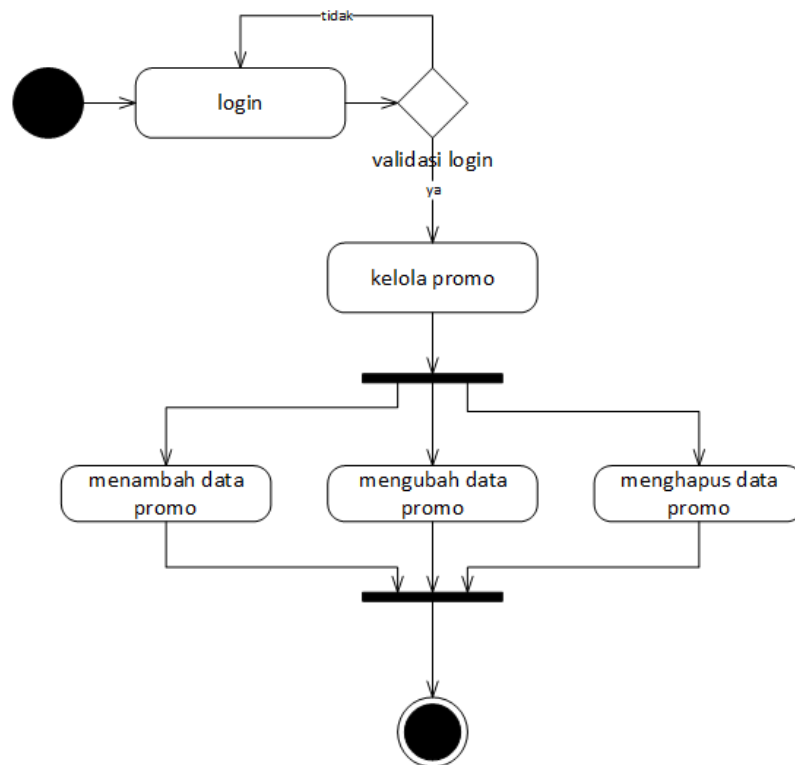 tidak
login
validasi login
ya
kelola promo
menambah data
promo
mengubah data
promo
menghapus data
promo